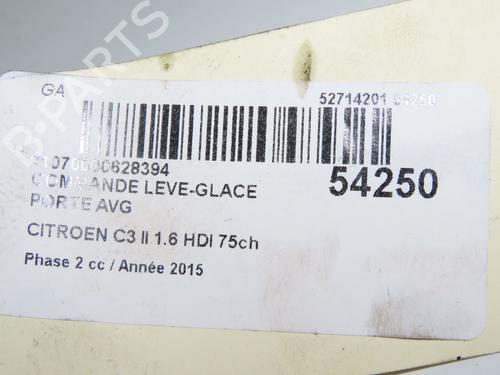 GA
52714201 54250
COMMANDE LEVE-GLACE
54250
PORTE AVG
CITROEN C3 II 1.6 HDI 75ch
Phase 2 cc / Année 2015
B-PARTS